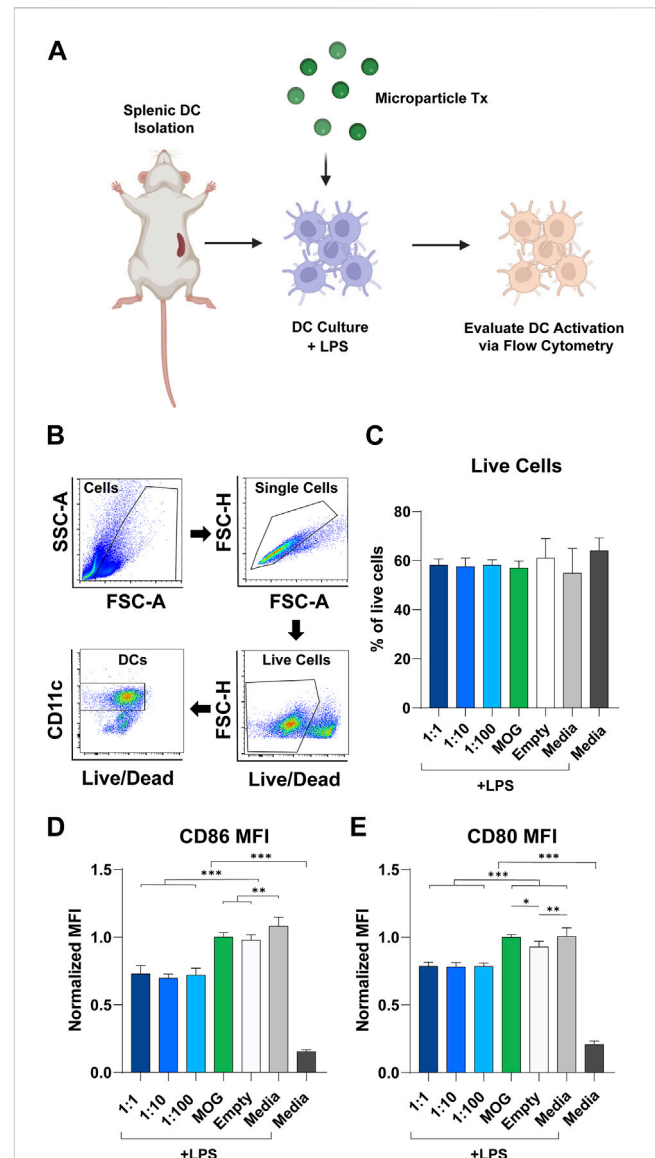 A
Splenic DC
Isolation
Microparticle Tx
DC Culture
+ LPS
Evaluate DC Activation
via Flow Cytometry
B
Cells
SSC-A
FSC-A
Single Cells
FSC-H
FSC-A
DCs
CD11c
Live/Dead
Live Cells
FSC-H
Live/Dead
C
Live Cells
% of live cells
80
60
40
20
0
1:1
1:10
1:100
MOG
Empty
Media
Media
+LPS
D
CD86 MFI
Normalized MFI
1.5
1.0
0.5
0.0
***
***
**
1:1
1:10
1:100
MOG
Empty
Media
Media
+LPS
E
CD80 MFI
Normalized MFI
1.5
1.0
0.5
0.0
***
***
*
**
1:1
1:10
1:100
MOG
Empty
Media
Media
+LPS